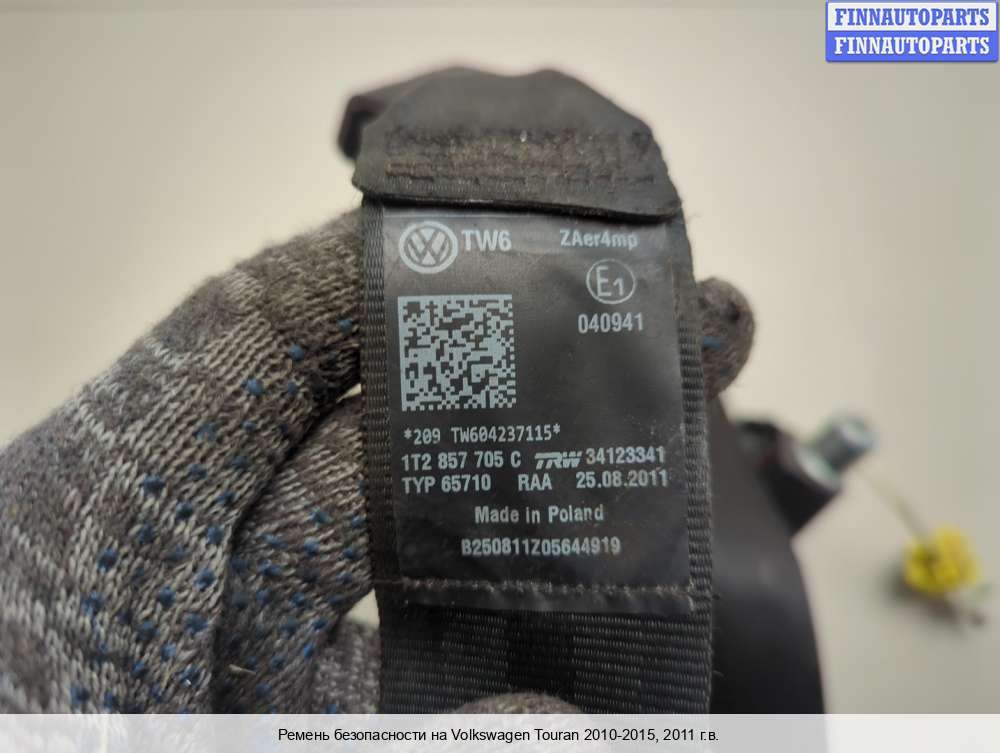 FINNAUTOPARTS
FINNAUTOPARTS
TW6 ZAer4mp
E1
040941
*209 TW604237115*
1T2 857 705 C TRW 34123341
TYP 65710 RAA 25.08.2011
Made in Poland
B250811Z05644919
Ремень безопасности на Volkswagen Touran 2010-2015, 2011 г.в.